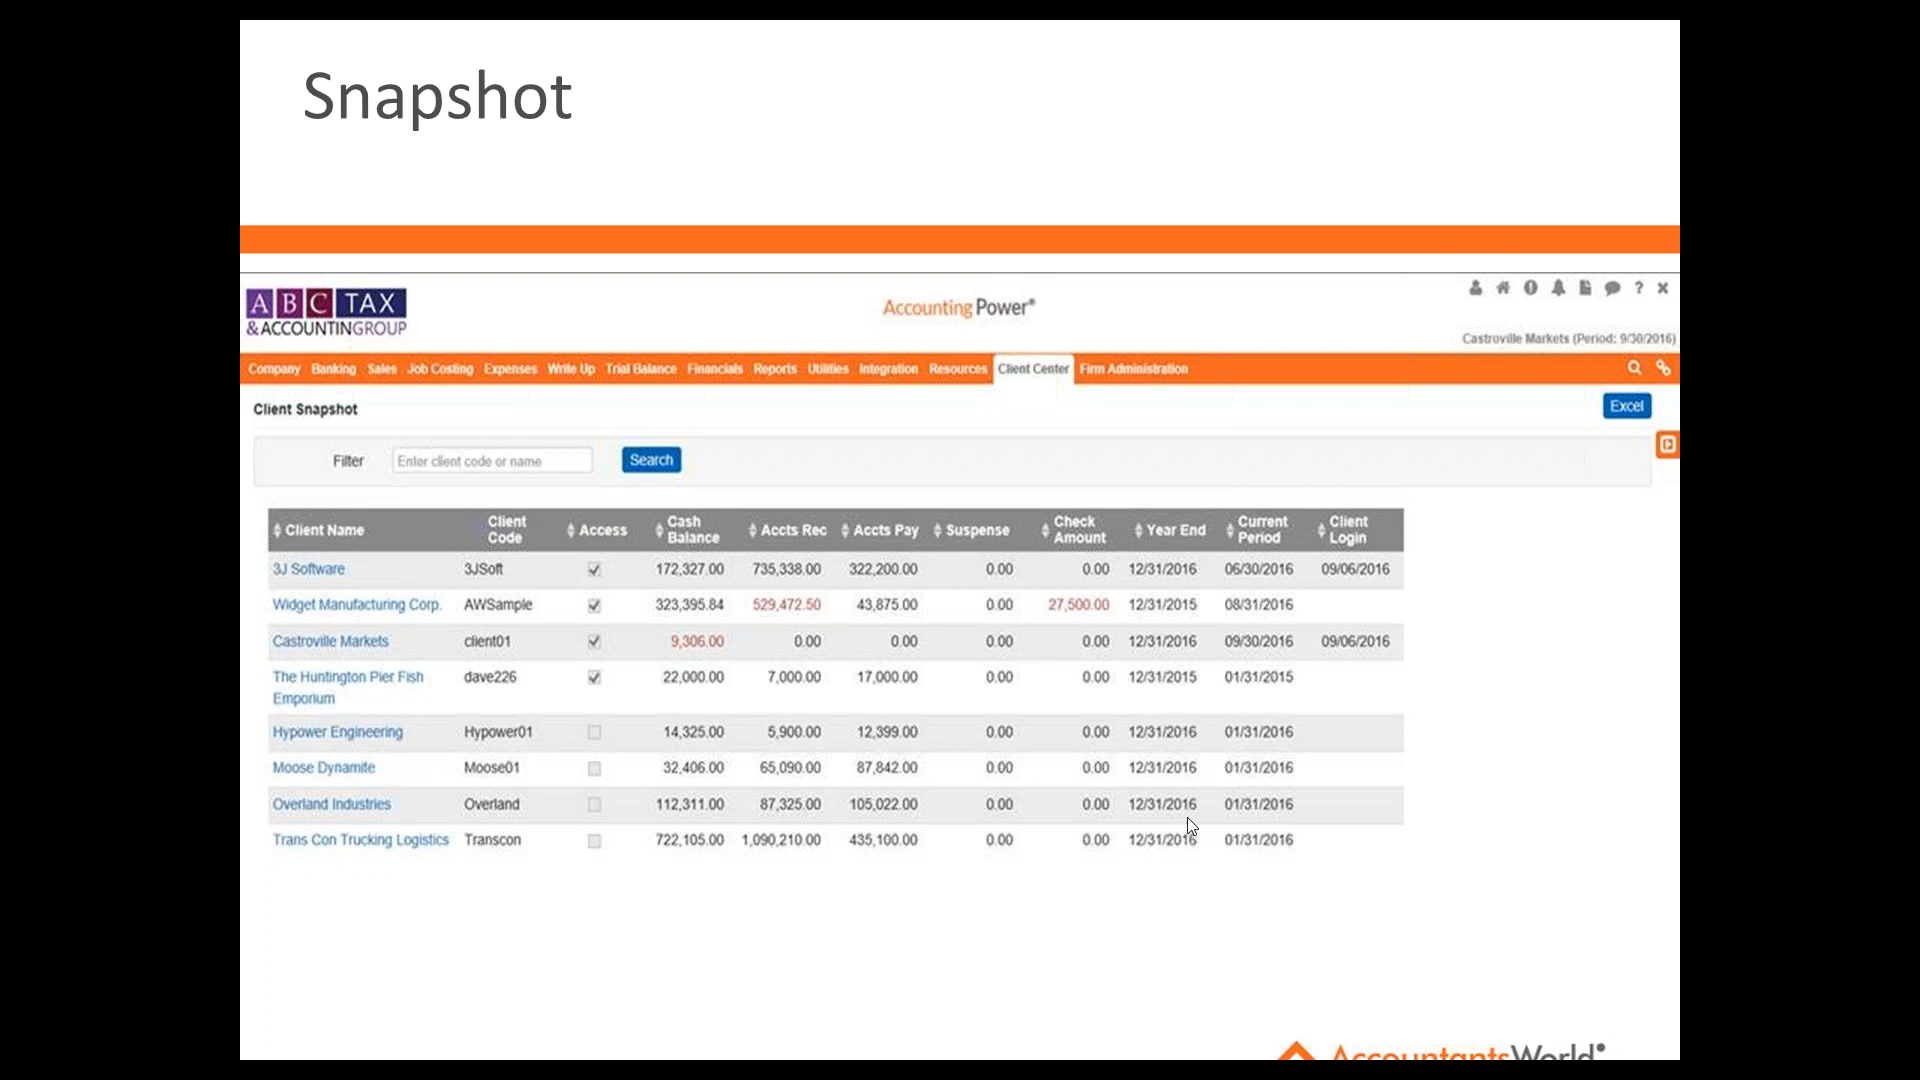 Snapshot
ABC TAX
& ACCOUNTINGGROUP
Accounting Power®
Castroville Markets (Period: 9/30/2016)
Company Banking Sales Job Costing Expenses Write Up Trial Balance Financials Reports Utilities Integration Resources Client Center Firm Administration
Client Snapshot Excel
Filter Enter client code or name Search
Client Name Client Code Access Cash Balance Accts Rec Accts Pay Suspense Check Amount Year End Current Period Client Login
3J Software 3JSoft 172,327.00 735,338.00 322,200.00 0.00 0.00 12/31/2016 06/30/2016 09/06/2016
Widget Manufacturing Corp. AWSample 323,395.84 529,472.50 43,875.00 0.00 27,500.00 12/31/2015 08/31/2016
Castroville Markets client01 9,306.00 0.00 0.00 0.00 0.00 12/31/2016 09/30/2016 09/06/2016
The Huntington Pier Fish Emporium dave226 22,000.00 7,000.00 17,000.00 0.00 0.00 12/31/2015 01/31/2015
Hypower Engineering Hypower01 14,325.00 5,900.00 12,399.00 0.00 0.00 12/31/2016 01/31/2016
Moose Dynamite Moose01 32,406.00 65,090.00 87,842.00 0.00 0.00 12/31/2016 01/31/2016
Overland Industries Overland 112,311.00 87,325.00 105,022.00 0.00 0.00 12/31/2016 01/31/2016
Trans Con Trucking Logistics Transcon 722,105.00 1,090,210.00 435,100.00 0.00 0.00 12/31/2016 01/31/2016
AccountantsWorld®